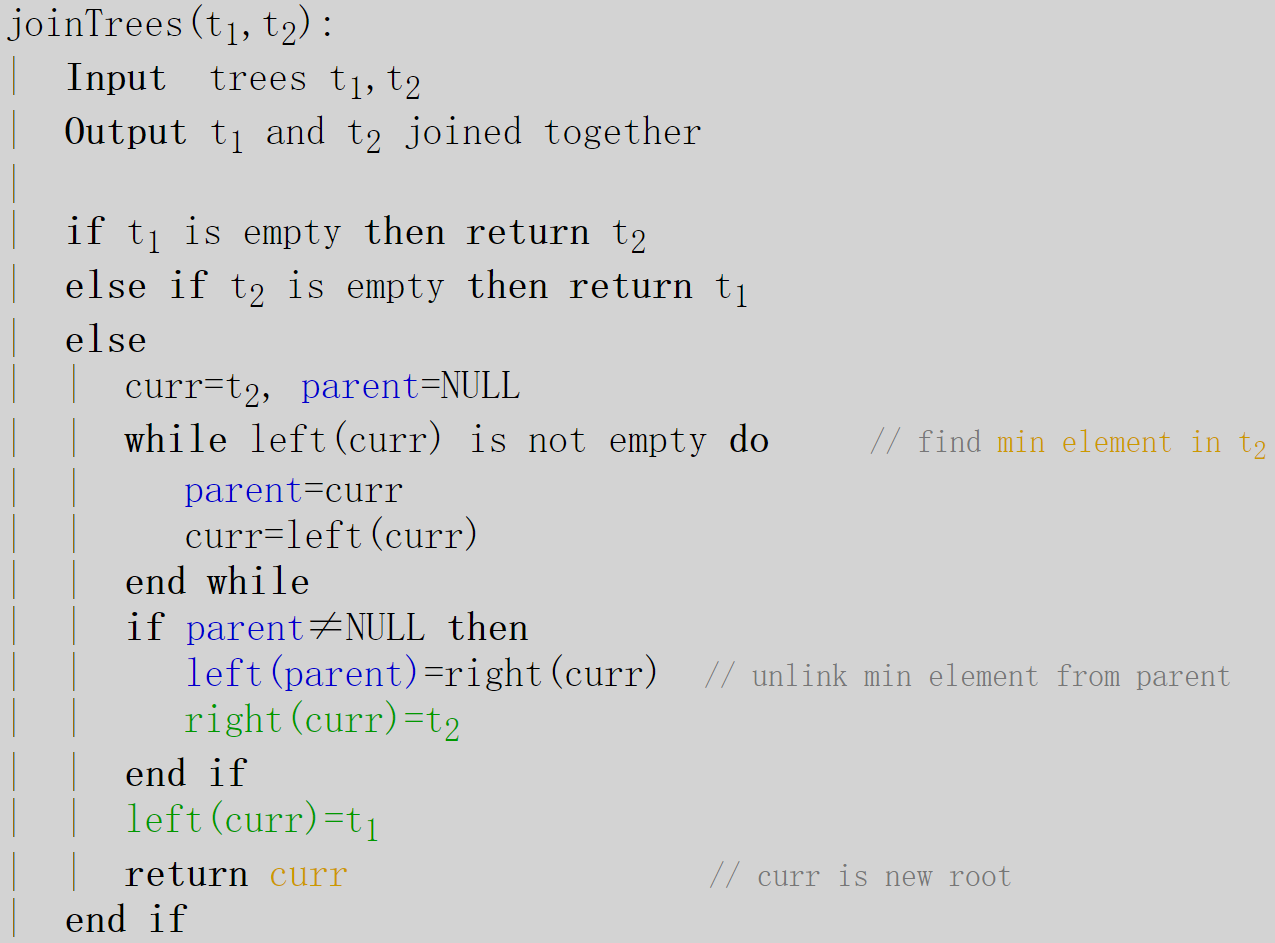 joinTrees(t₁,t₂):
Input  trees t₁,t₂
Output t₁ and t₂ joined together
if t₁ is empty then return t₂
else if t₂ is empty then return t₁
else
curr=t₂, parent=NULL
while left(curr) is not empty do // find min element in t₂
parent=curr
curr=left(curr)
end while
if parent≠NULL then
left(parent)=right(curr) // unlink min element from parent
right(curr)=t₂
end if
left(curr)=t₁
return curr // curr is new root
end if